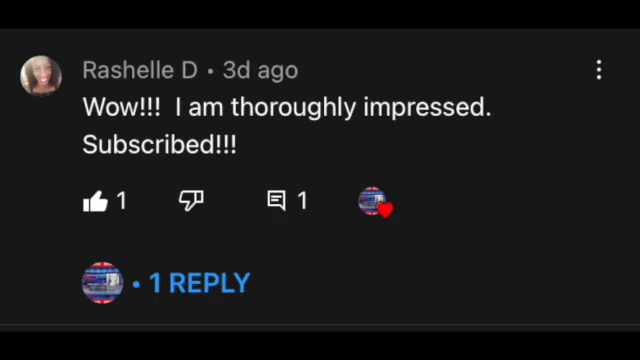 Rashelle D • 3d ago
Wow!!! I am thoroughly impressed.
Subscribed!!!
1 1
• 1 REPLY